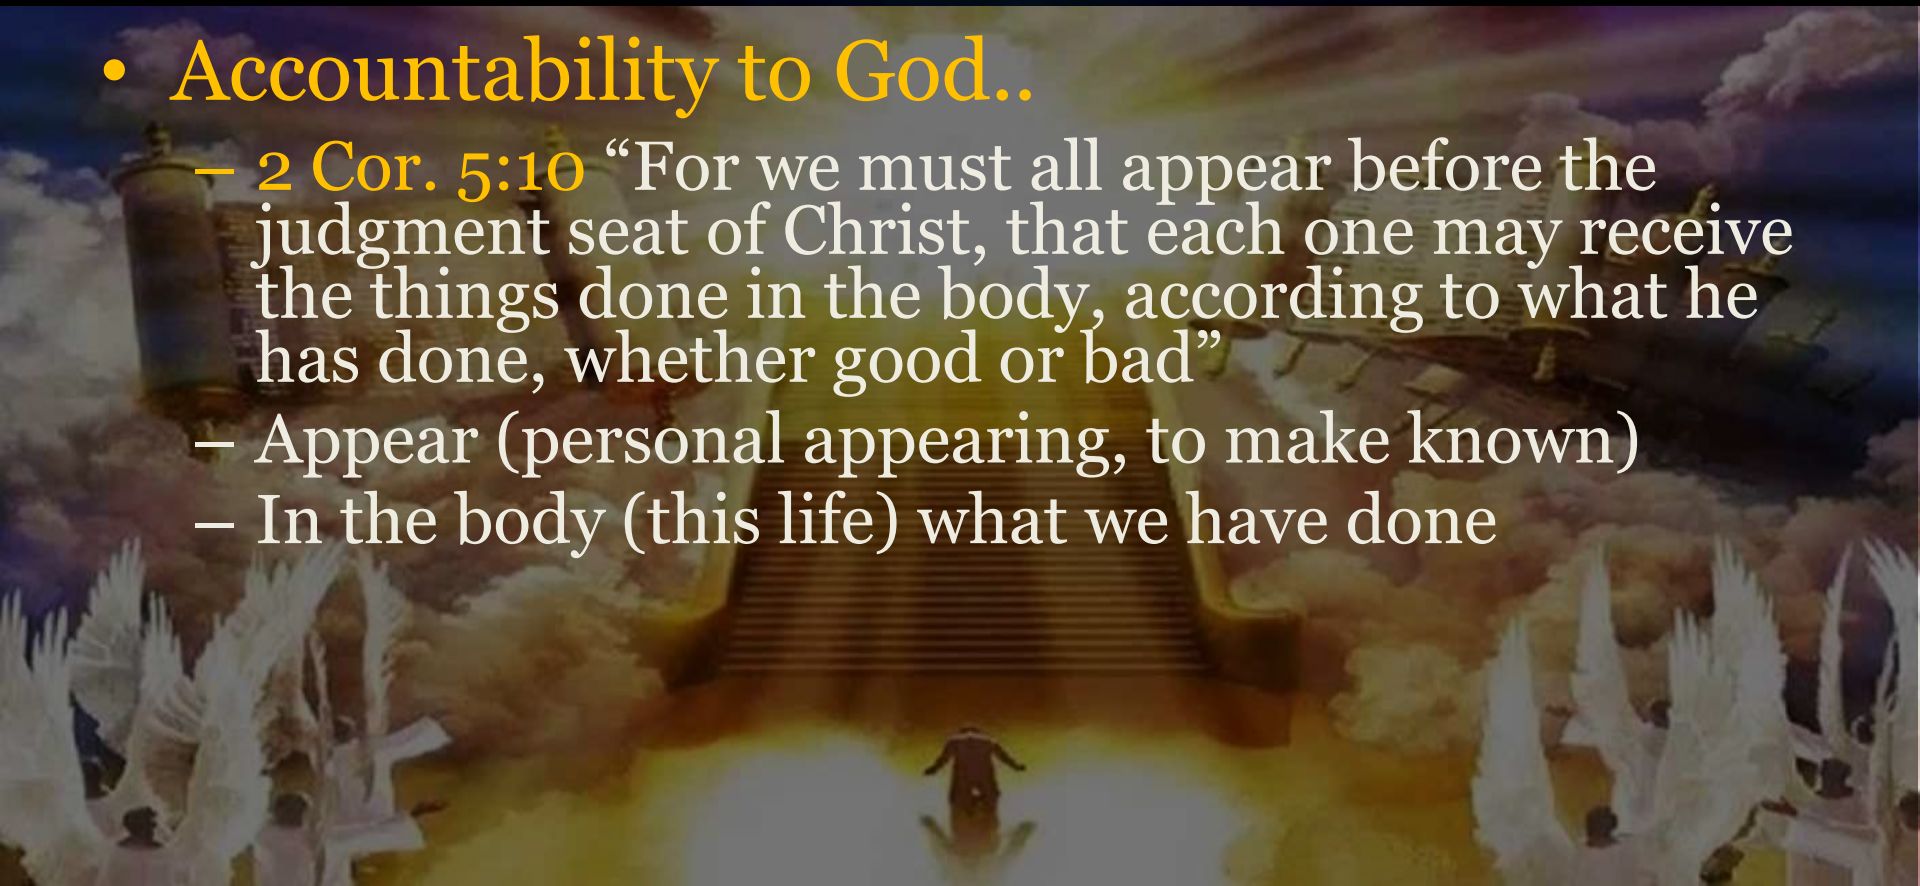 • Accountability to God..
– 2 Cor. 5:10 “For we must all appear before the
judgment seat of Christ, that each one may receive
the things done in the body, according to what he
has done, whether good or bad”
– Appear (personal appearing, to make known)
– In the body (this life) what we have done